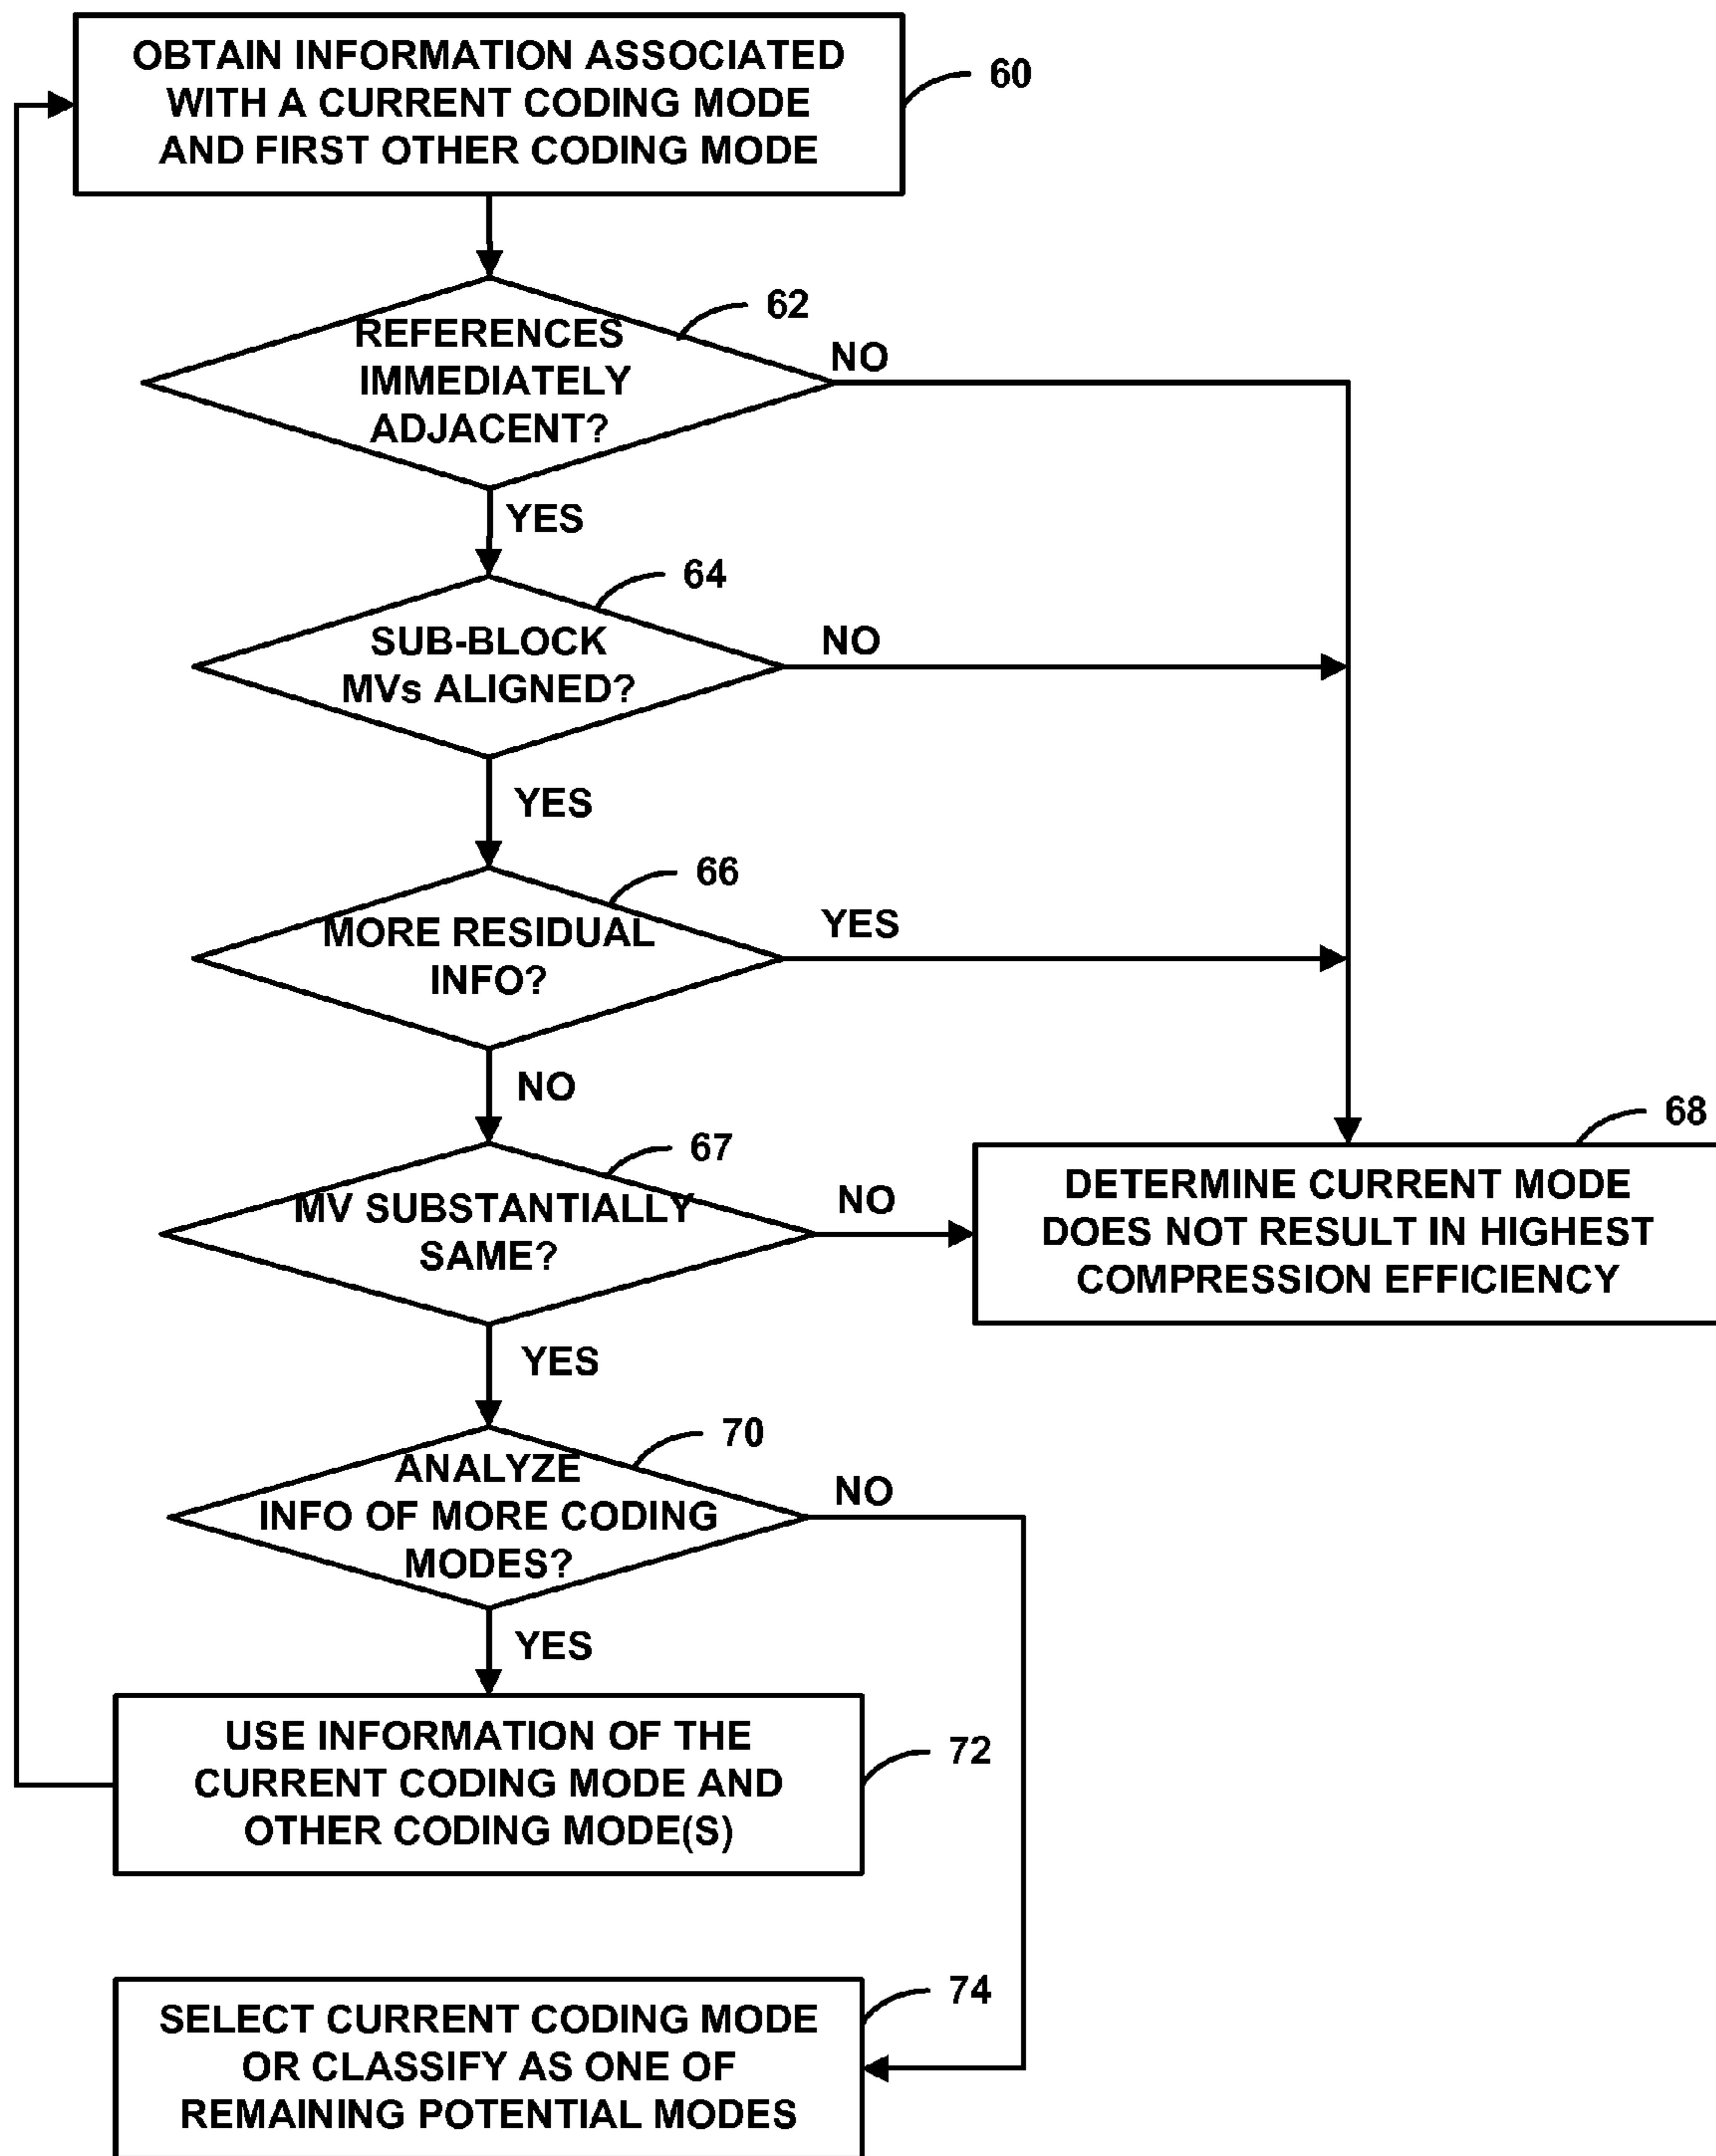 OBTAIN INFORMATION ASSOCIATED
WITH A CURRENT CODING MODE
AND FIRST OTHER CODING MODE
60
REFERENCES
IMMEDIATELY
ADJACENT?
62
NO
YES
SUB-BLOCK
MVs ALIGNED?
64
NO
YES
MORE RESIDUAL
INFO?
66
YES
NO
MV SUBSTANTIALLY
SAME?
67
NO
DETERMINE CURRENT MODE
DOES NOT RESULT IN HIGHEST
COMPRESSION EFFICIENCY
68
YES
ANALYZE
INFO OF MORE CODING
MODES?
70
NO
YES
USE INFORMATION OF THE
CURRENT CODING MODE AND
OTHER CODING MODE(S)
72
SELECT CURRENT CODING MODE
OR CLASSIFY AS ONE OF
REMAINING POTENTIAL MODES
74